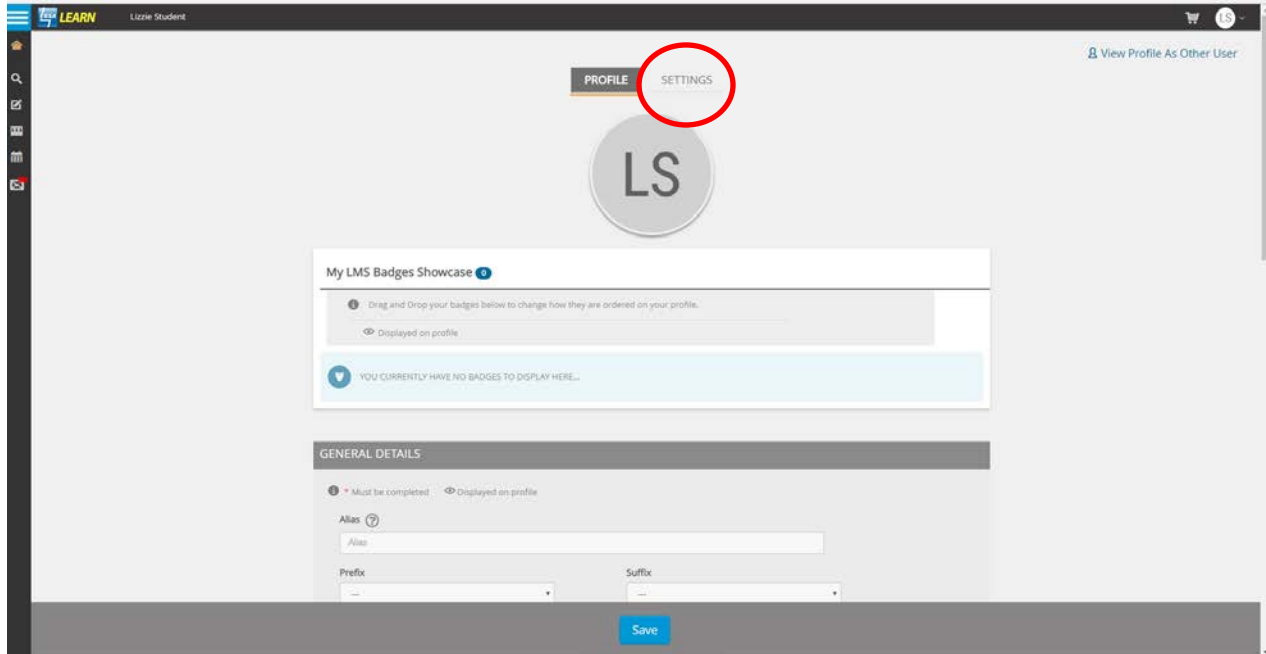 LEARN Lizzie Student LS
View Profile As Other User
PROFILE SETTINGS
LS
My LMS Badges Showcase 0
Drag and Drop your badges below to change how they are ordered on your profile.
Displayed on profile
YOU CURRENTLY HAVE NO BADGES TO DISPLAY HERE...
GENERAL DETAILS
* Must be completed Displayed on profile
Alias ?
Alias
Prefix Suffix
--- ---
Save